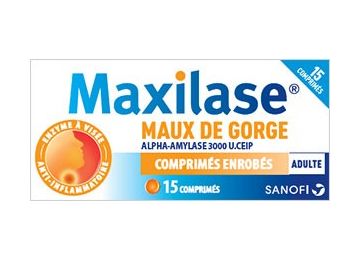 15
COMPRIMÉS
Maxilase®
MAUX DE GORGE
ALPHA-AMYLASE 3000 U.CEIP
COMPRIMÉS ENROBÉS
ADULTE
ENZYME À VISÉE
ANTI-INFLAMMATOIRE
15 COMPRIMÉS
SANOFI